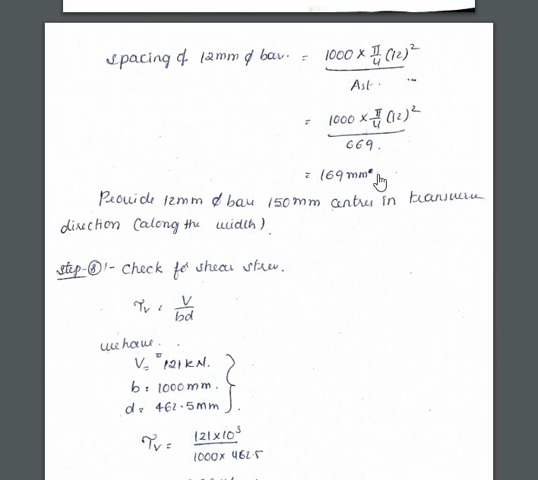 spacing of 12mm ϕ bar. = 1000 × π/4 (12)²
Ast.
= 1000 × π/4 (12)²
669.
= 169 mm
Provide 12mm ϕ bar 150mm centres in transverse
direction (along the width).
step-⑧:- Check for shear stress.
τv = V
bd
we have.
V = 121 kN.
b = 1000 mm.
d = 462.5mm
τv = 121×10³
1000 × 462.5